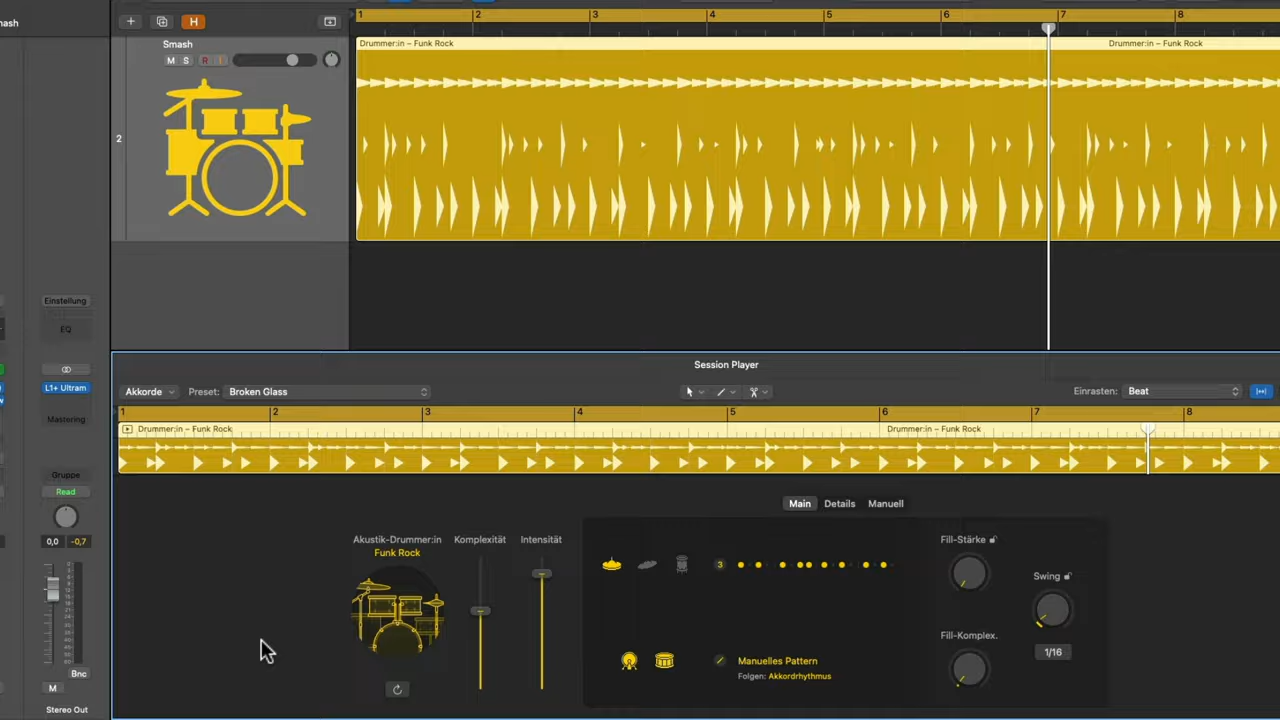 mash
H
1 2 3 4 5 6 7 8
Smash
M S R I
2
Drummer:in – Funk Rock
Drummer:in – Funk Rock
Einstellung
EQ
L1+ Ultram
Mastering
Gruppe
Read
0,0 -0,7
Bnc
M
Stereo Out
Session Player
Akkorde
Preset: Broken Glass
Einrasten: Beat
1 2 3 4 5 6 7 8
Drummer:in – Funk Rock
Drummer:in – Funk Rock
Main Details Manuell
Akustik-Drummer:in
Funk Rock
Komplexität
Intensität
3
Manuelles Pattern
Folgen: Akkordrhythmus
Fill-Stärke
Swing
Fill-Komplex.
1/16